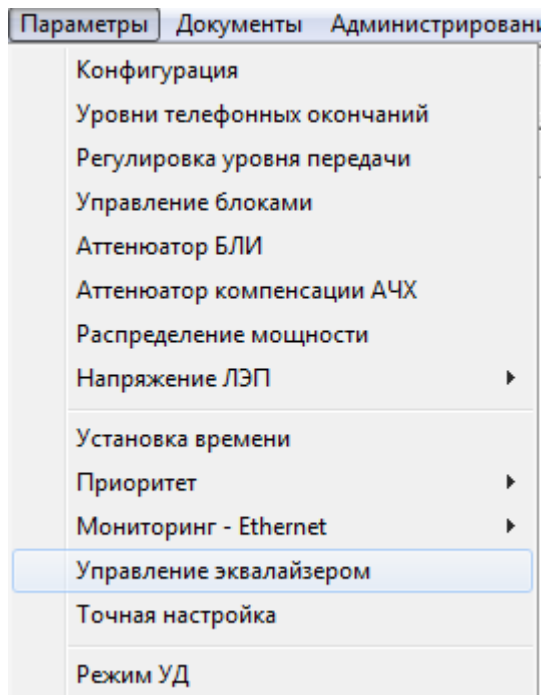 Параметры Документы Администрировани
Конфигурация
Уровни телефонных окончаний
Регулировка уровня передачи
Управление блоками
Аттенюатор БЛИ
Аттенюатор компенсации АЧХ
Распределение мощности
Напряжение ЛЭП
Установка времени
Приоритет
Мониторинг - Ethernet
Управление эквалайзером
Точная настройка
Режим УД